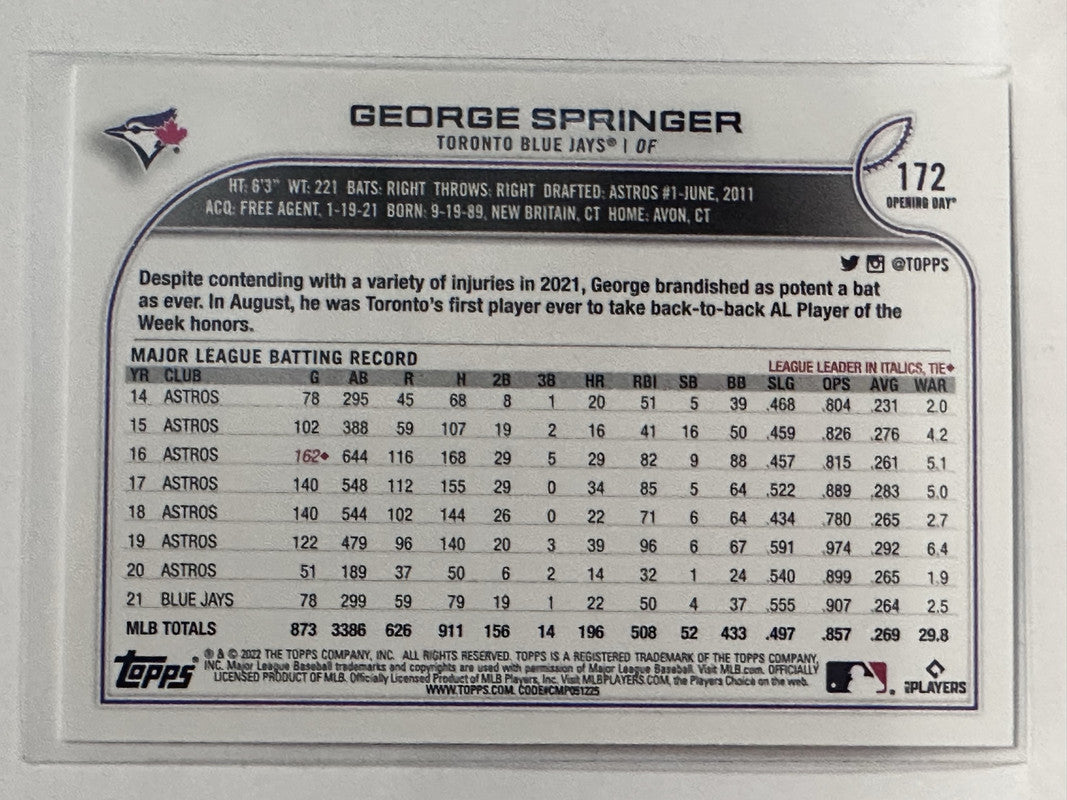 GEORGE SPRINGER
TORONTO BLUE JAYS® | OF
172
OPENING DAY®
HT: 6'3" WT: 221 BATS: RIGHT THROWS: RIGHT DRAFTED: ASTROS #1-JUNE, 2011
ACQ: FREE AGENT, 1-19-21 BORN: 9-19-89, NEW BRITAIN, CT HOME: AVON, CT
@TOPPS
Despite contending with a variety of injuries in 2021, George brandished as potent a bat
as ever. In August, he was Toronto's first player ever to take back-to-back AL Player of the
Week honors.
MAJOR LEAGUE BATTING RECORD LEAGUE LEADER IN ITALICS, TIE♦
YR CLUB G AB R H 2B 3B HR RBI SB BB SLG OPS AVG WAR
14 ASTROS 78 295 45 68 8 1 20 51 5 39 .468 .804 .231 2.0
15 ASTROS 102 388 59 107 19 2 16 41 16 50 .459 .826 .276 4.2
16 ASTROS 162♦ 644 116 168 29 5 29 82 9 88 .457 .815 .261 5.1
17 ASTROS 140 548 112 155 29 0 34 85 5 64 .522 .889 .283 5.0
18 ASTROS 140 544 102 144 26 0 22 71 6 64 .434 .780 .265 2.7
19 ASTROS 122 479 96 140 20 3 39 96 6 67 .591 .974 .292 6.4
20 ASTROS 51 189 37 50 6 2 14 32 1 24 .540 .899 .265 1.9
21 BLUE JAYS 78 299 59 79 19 1 22 50 4 37 .555 .907 .264 2.5
MLB TOTALS 873 3386 626 911 156 14 196 508 52 433 .497 .857 .269 29.8
Topps®
® & © 2022 THE TOPPS COMPANY, INC. ALL RIGHTS RESERVED. TOPPS IS A REGISTERED TRADEMARK OF THE TOPPS COMPANY,
INC. Major League Baseball trademarks and copyrights are used with permission of Major League Baseball. Visit MLB.com. OFFICIALLY
LICENSED PRODUCT OF MLB. Officially Licensed Product of MLB Players, Inc. Visit MLBPLAYERS.COM, the Players Choice on the web.
WWW.TOPPS.COM. CODE#CMP051225
MLB PLAYERS